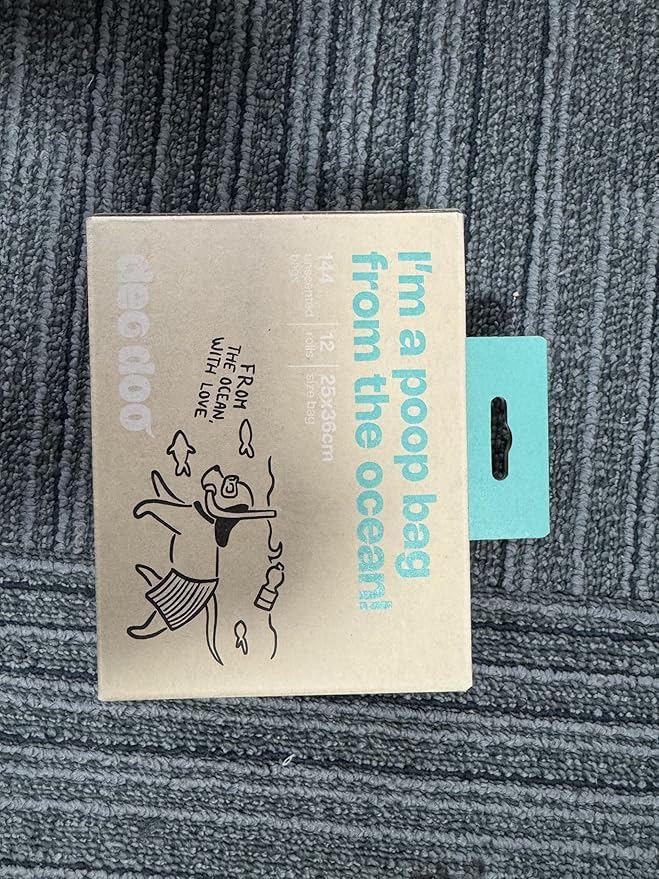 I'm a poop bag
from the ocean!
144 | 12 | 25x36cm
unscented | rolls | size bag
bags
FROM
THE OCEAN,
WITH LOVE
doo